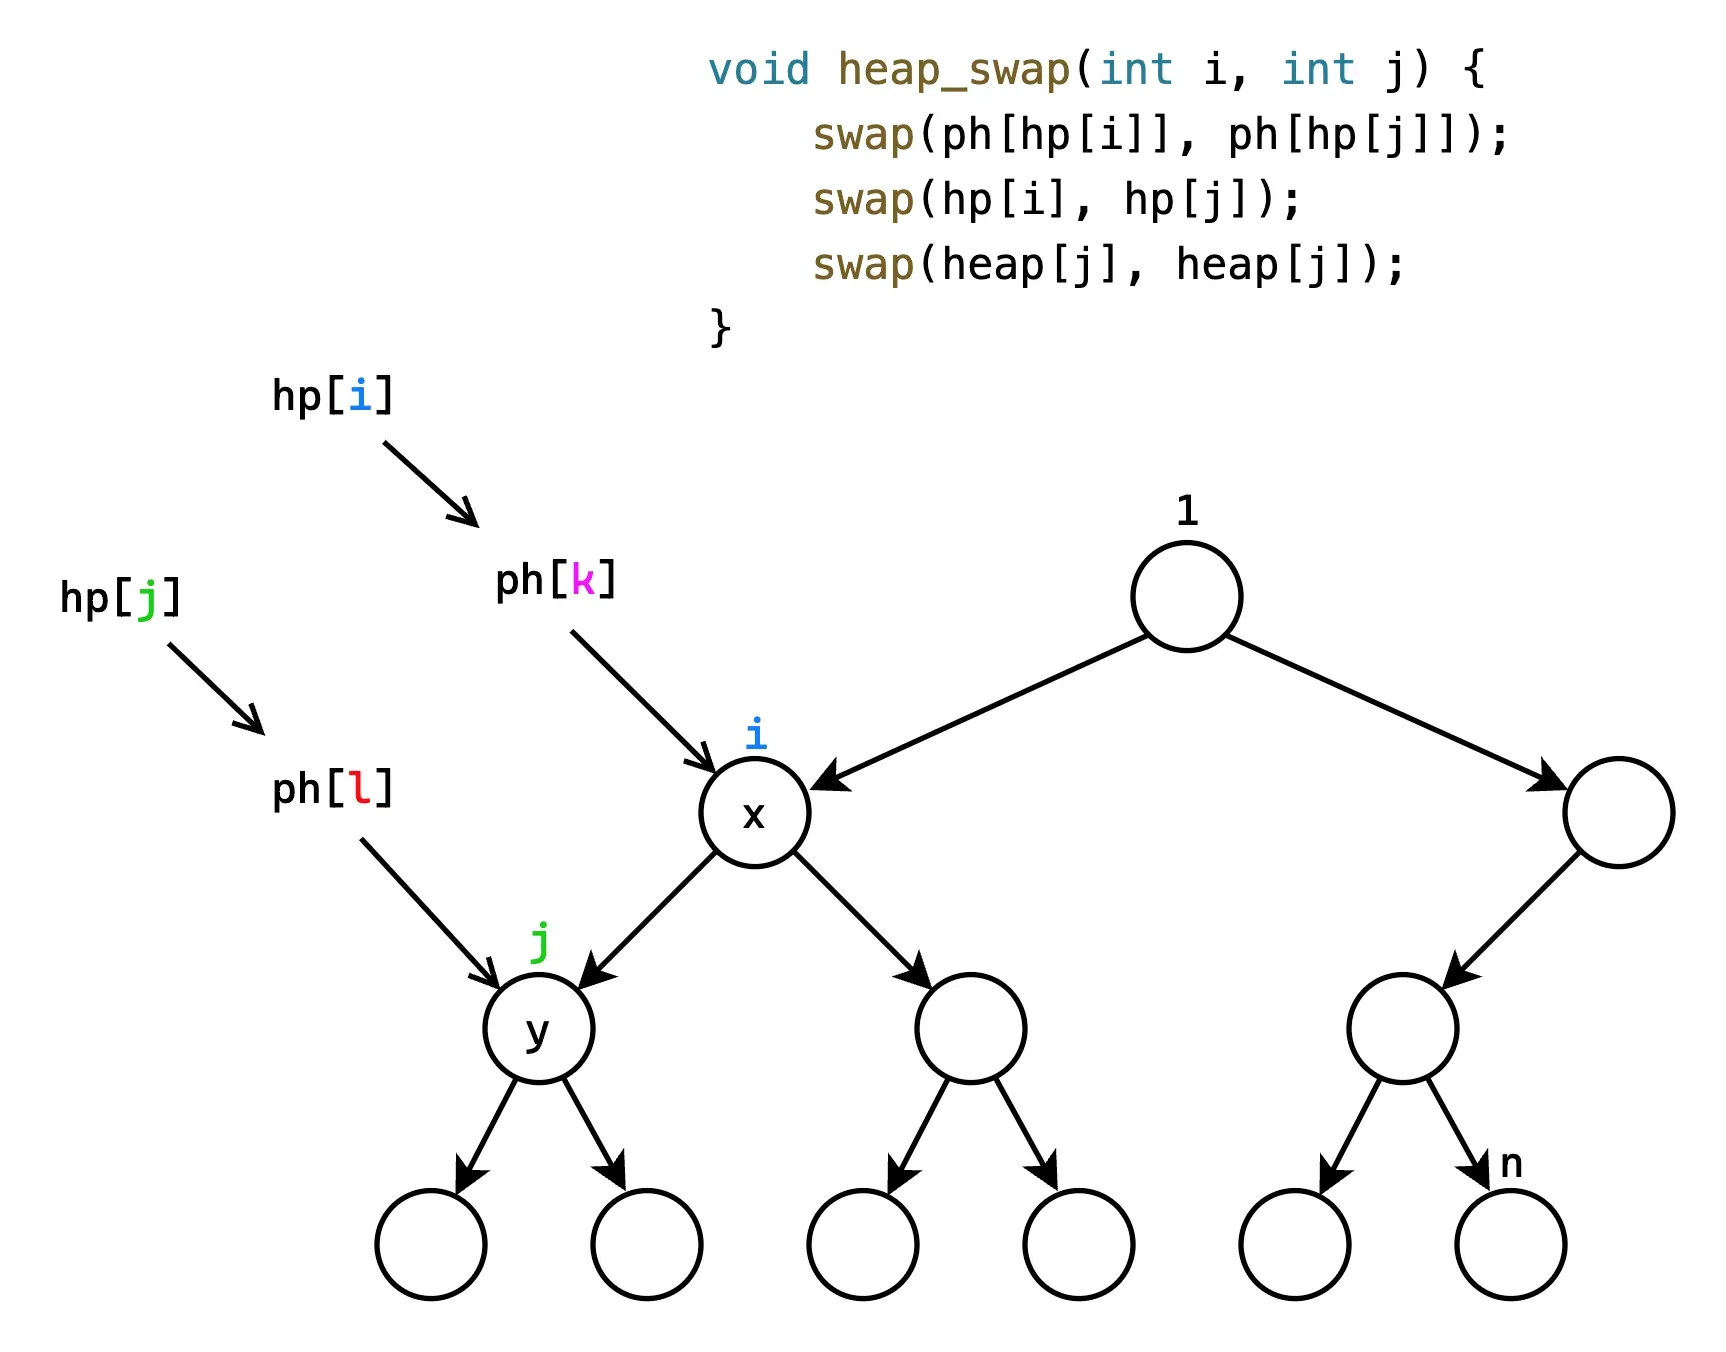 void heap_swap(int i, int j) {
    swap(ph[hp[i]], ph[hp[j]]);
    swap(hp[i], hp[j]);
    swap(heap[j], heap[j]);
}
hp[i]
1
ph[k]
hp[j]
i
ph[l]
x
j
y
n